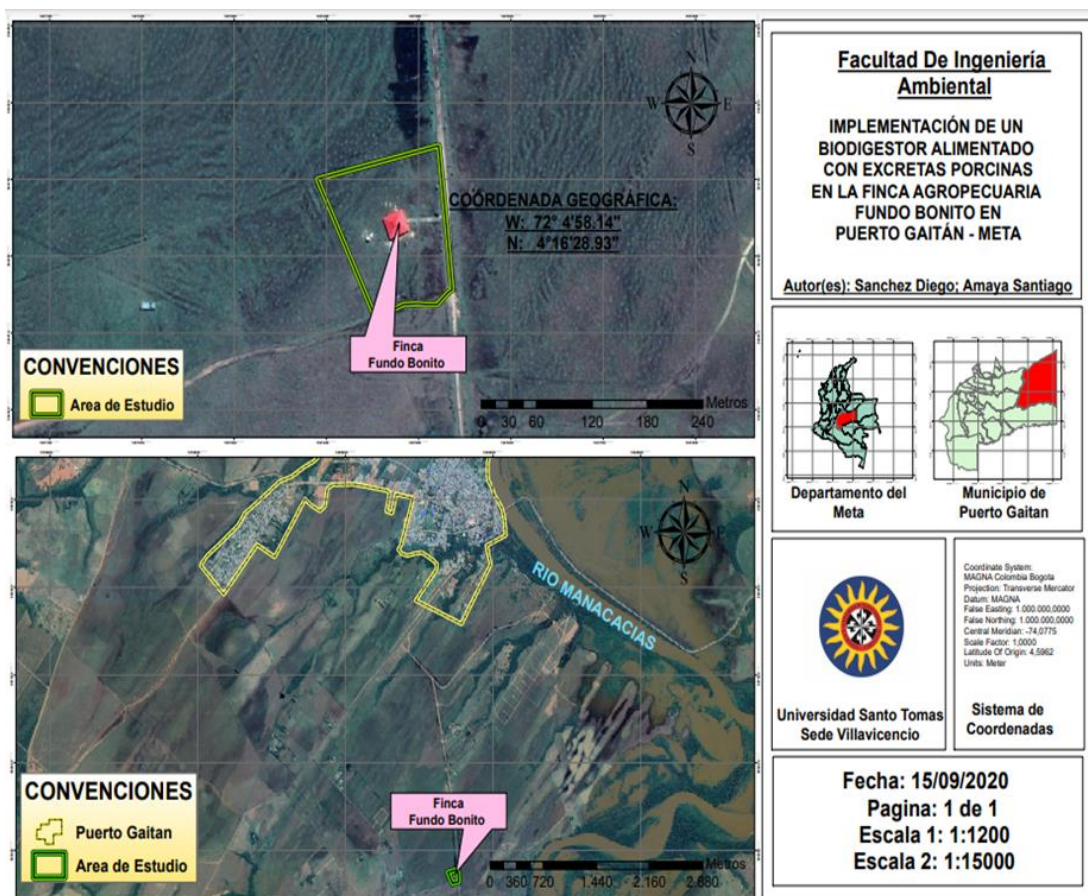 N
W
E
S
COORDENADA GEOGRÁFICA:
W: 72° 4'58.14"
N: 4°16'28.93"
Finca
Fundo Bonito
CONVENCIONES
Area de Estudio
Metros
0 30 60 120 180 240
N
W
E
S
RIO MANACACIAS
CONVENCIONES
Puerto Gaitan
Area de Estudio
Finca
Fundo Bonito
Metros
0 360 720 1.440 2.160 2.880
Facultad De Ingeniería
Ambiental
IMPLEMENTACIÓN DE UN
BIODIGESTOR ALIMENTADO
CON EXCRETAS PORCINAS
EN LA FINCA AGROPECUARIA
FUNDO BONITO EN
PUERTO GAITÁN - META
Autor(es): Sanchez Diego; Amaya Santiago
Departamento del
Meta
Municipio de
Puerto Gaitan
Universidad Santo Tomas
Sede Villavicencio
Coordinate System:
MAGNA Colombia Bogota
Projection: Transverse Mercator
Datum: MAGNA
False Easting: 1.000.000,0000
False Northing: 1.000.000,0000
Central Meridian: -74,0775
Scale Factor: 1,0000
Latitude Of Origin: 4,5962
Units: Meter
Sistema de
Coordenadas
Fecha: 15/09/2020
Pagina: 1 de 1
Escala 1: 1:1200
Escala 2: 1:15000